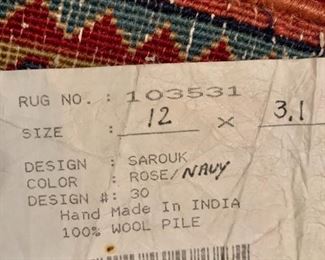 RUG NO. : 103531
SIZE : 12 x 3.1
DESIGN : SAROUK
COLOR : ROSE/NAVY
DESIGN #: 30
Hand Made In INDIA
100% WOOL PILE